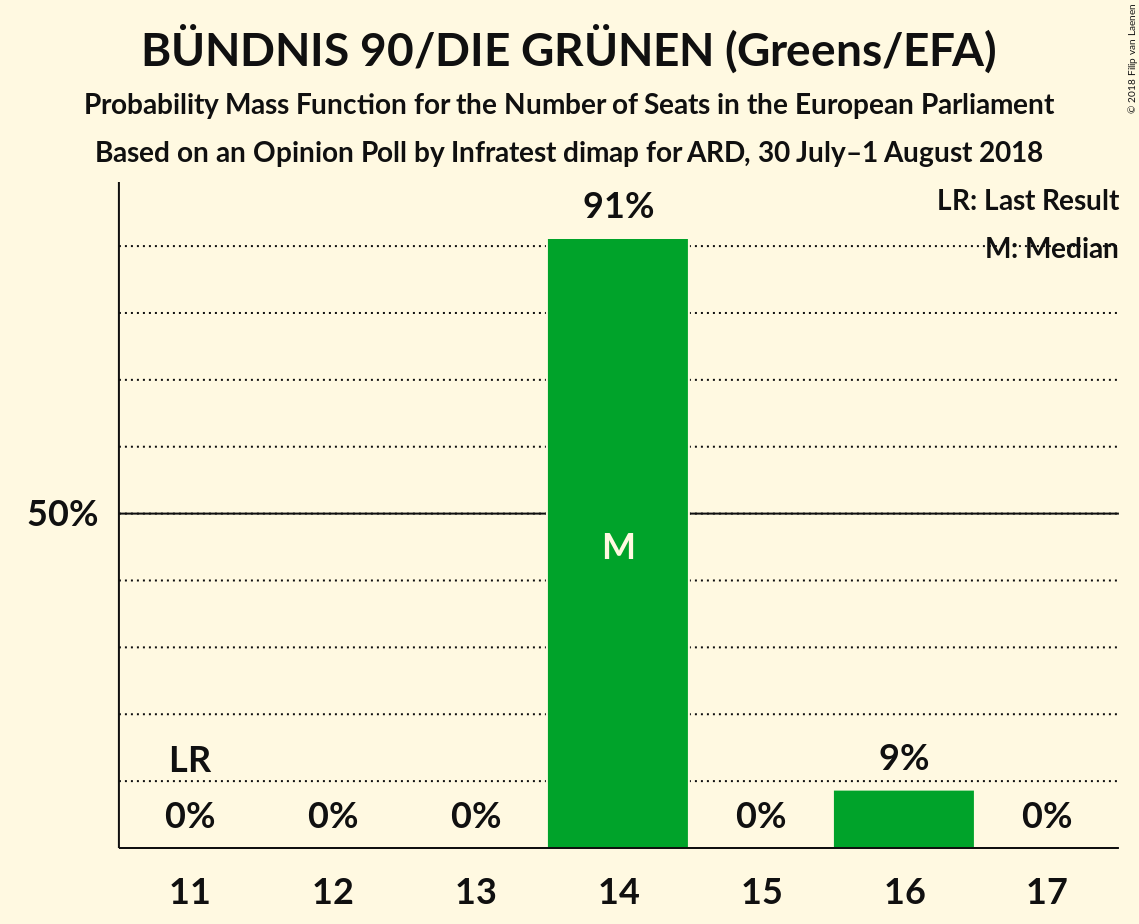 BÜNDNIS 90/DIE GRÜNEN (Greens/EFA)
Probability Mass Function for the Number of Seats in the European Parliament
Based on an Opinion Poll by Infratest dimap for ARD, 30 July–1 August 2018
© 2018 Filip van Laenen
LR: Last Result
M: Median
91%
50%
M
LR
9%
0% 0% 0% 0% 0%
11 12 13 14 15 16 17